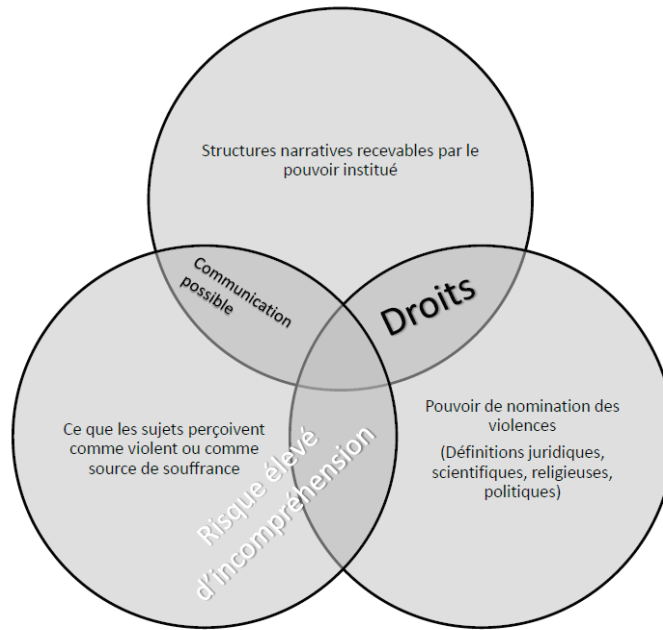 Structures narratives recevables par le
pouvoir institué
Communication
possible
Droits
Ce que les sujets perçoivent
comme violent ou comme
source de souffrance
Risque élevé
d'incompréhension
Pouvoir de nomination des
violences
(Définitions juridiques,
scientifiques, religieuses,
politiques)